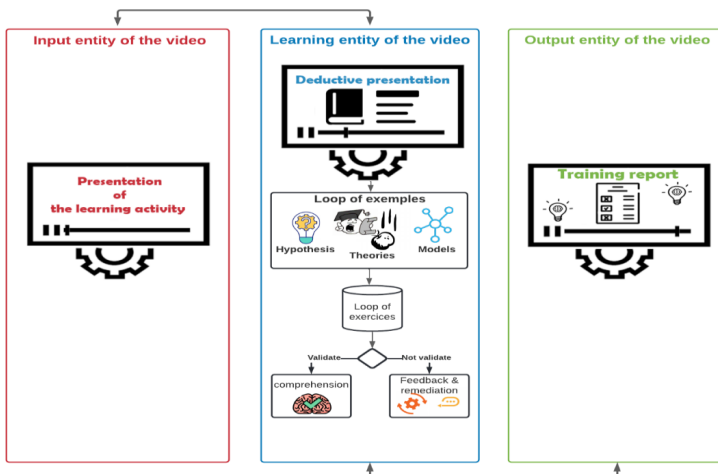 Input entity of the video
Presentation
of
the learning activity
Learning entity of the video
Deductive presentation
Loop of exemples
Hypothesis
Theories
Models
Loop of
exercices
Validate
Not validate
comprehension
Feedback &
remediation
Output entity of the video
Training report